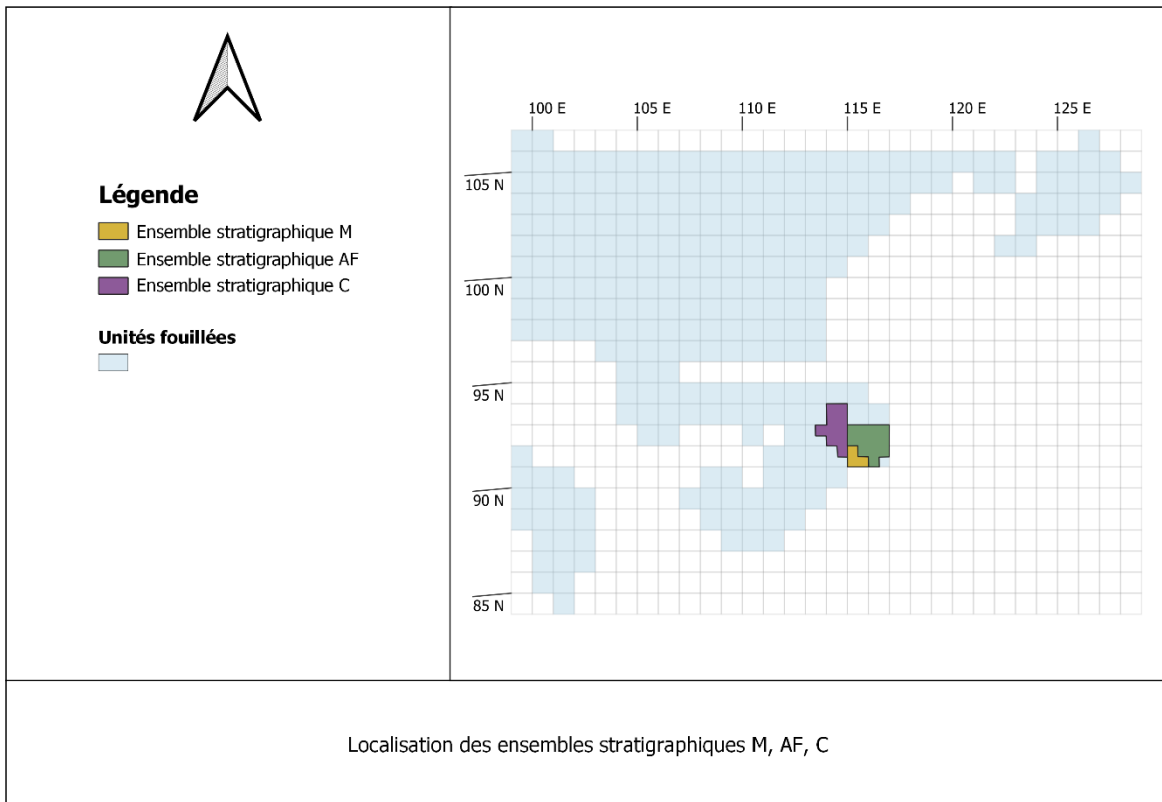 Légende
Ensemble stratigraphique M
Ensemble stratigraphique AF
Ensemble stratigraphique C
Unités fouillées
100 E 105 E 110 E 115 E 120 E 125 E
105 N
100 N
95 N
90 N
85 N
Localisation des ensembles stratigraphiques M, AF, C